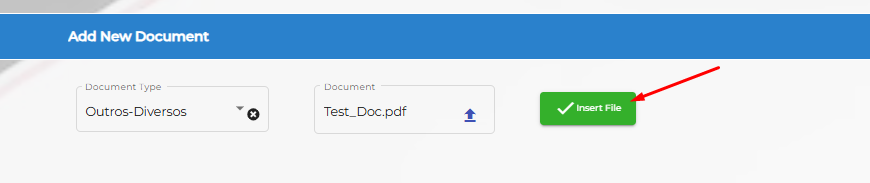 Add New Document
Document Type
Outros-Diversos
Document
Test_Doc.pdf
Insert File